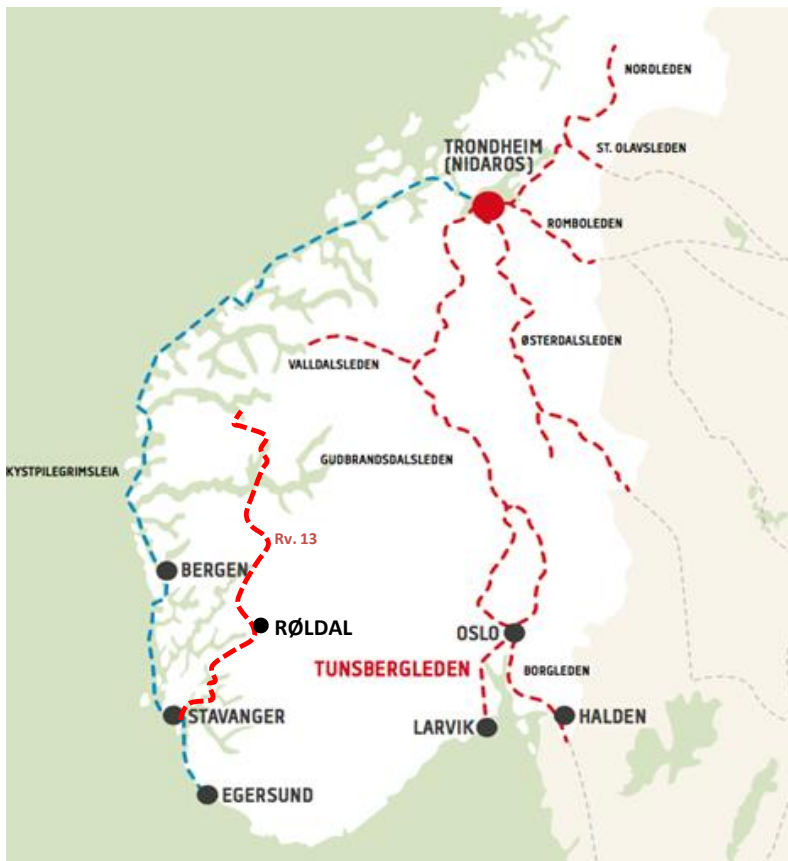 NORDLEDEN
TRONDHEIM
(NIDAROS)
ST. OLAVSLEDEN
ROMBOLEDEN
ØSTERDALSLEDEN
VALLDALSLEDEN
GUDBRANDSDALSLEDEN
KYSTPILEGRIMSLEIA
Rv. 13
BERGEN
RØLDAL
OSLO
TUNSBERGLEDEN
BORGLEDEN
STAVANGER
LARVIK
HALDEN
EGERSUND